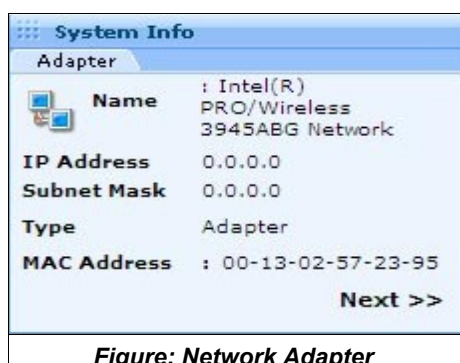 System Info
Adapter
Name : Intel(R)
PRO/Wireless
3945ABG Network
IP Address 0.0.0.0
Subnet Mask 0.0.0.0
Type Adapter
MAC Address : 00-13-02-57-23-95
Next >>
Figure: Network Adapter